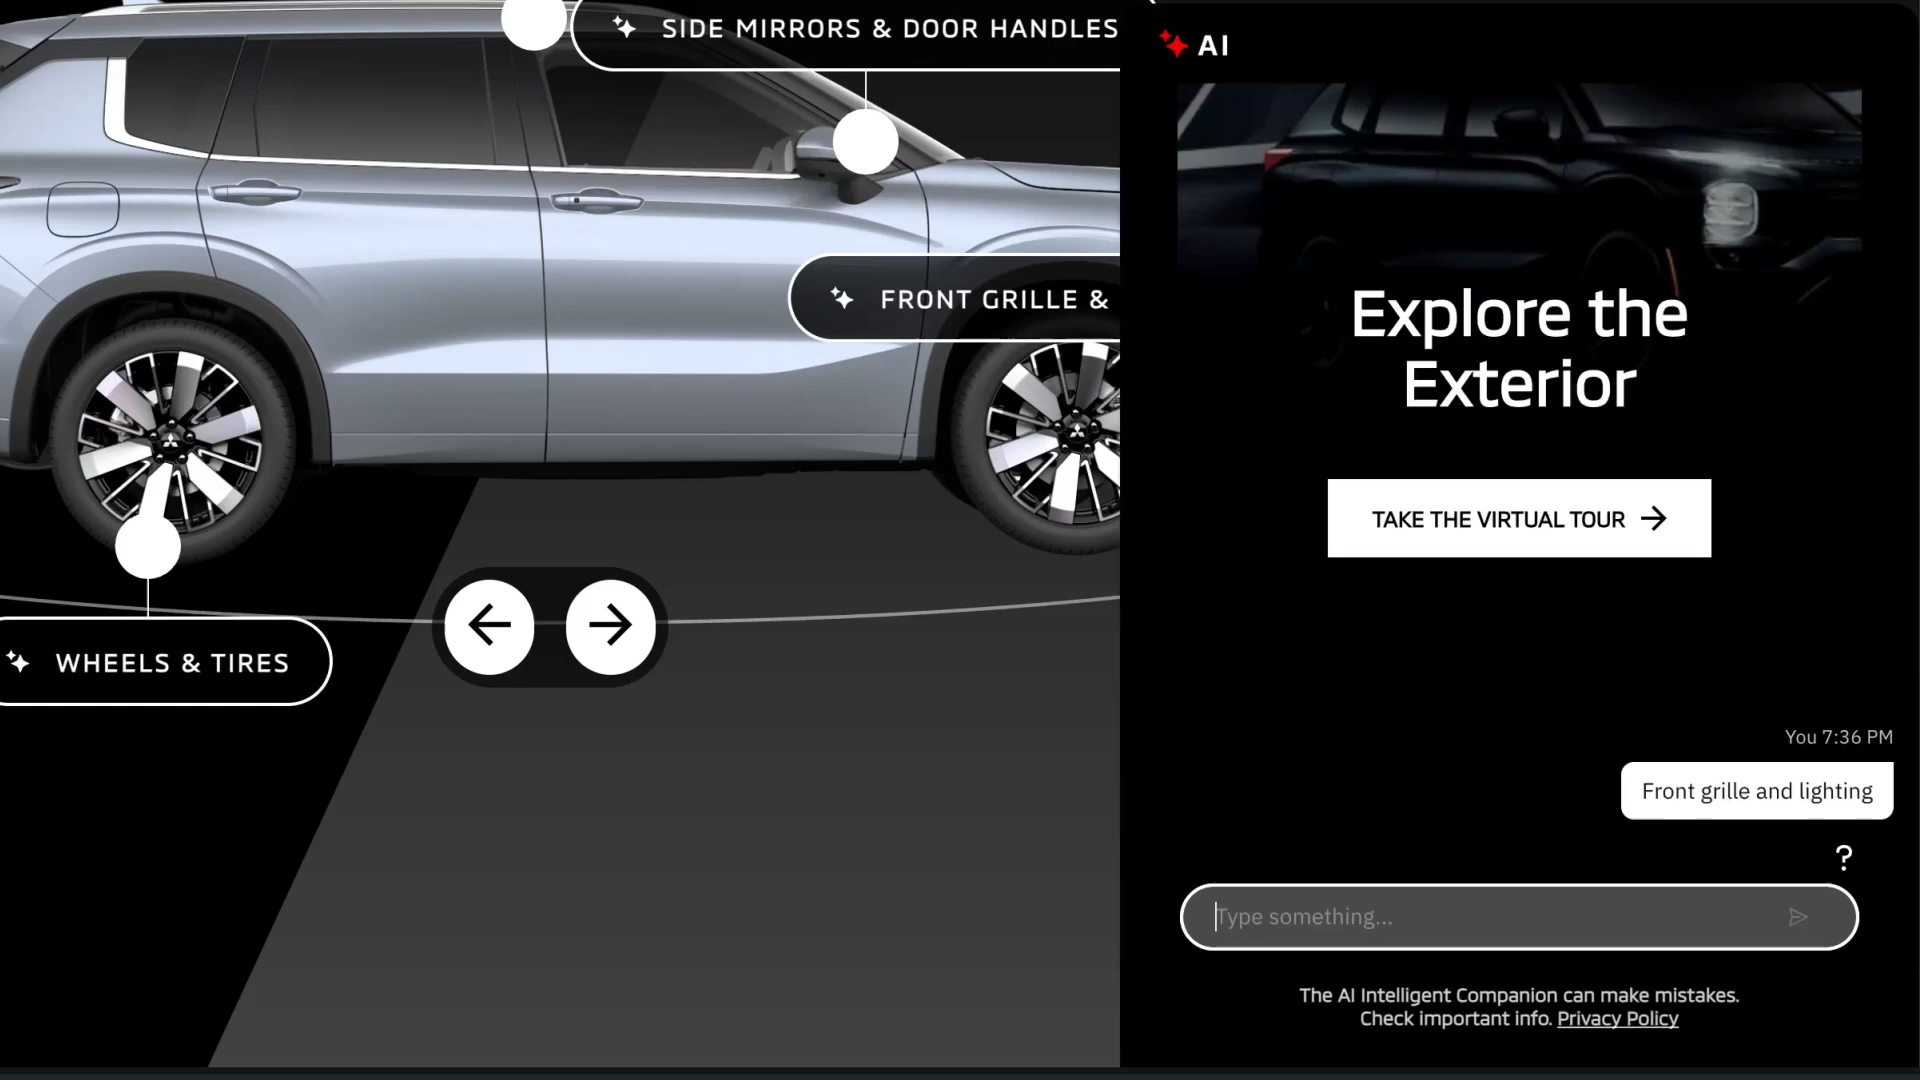 SIDE MIRRORS & DOOR HANDLES
FRONT GRILLE &
WHEELS & TIRES
AI
Explore the
Exterior
TAKE THE VIRTUAL TOUR
You 7:36 PM
Front grille and lighting
?
Type something...
The AI Intelligent Companion can make mistakes.
Check important info. Privacy Policy